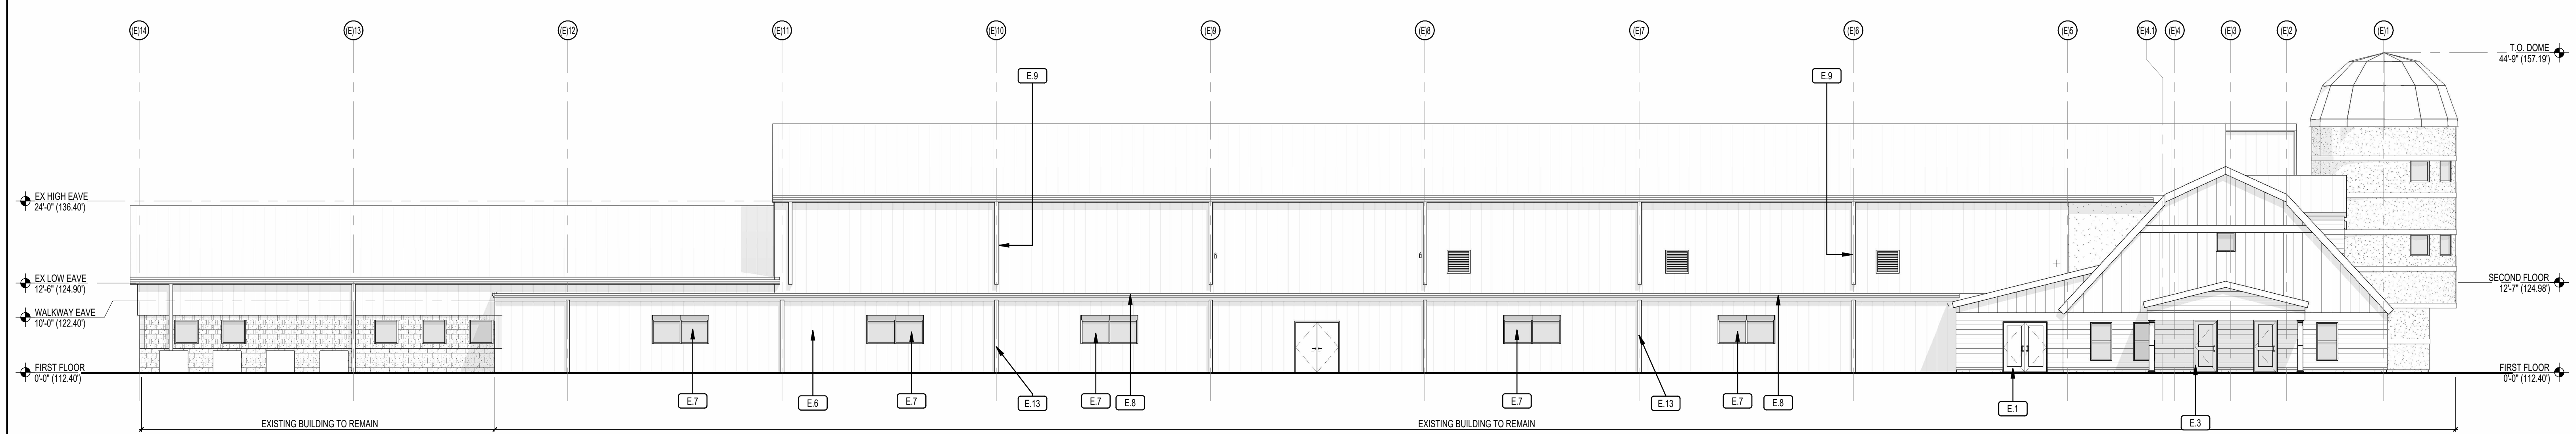 (E)14
(E)13
(E)12
(E)11
(E)10
(E)9
(E)8
(E)7
(E)6
(E)5
(E)4.1
(E)4
(E)3
(E)2
(E)1
T.O. DOME
44'-9" (157.19')
E.9
E.9
EX HIGH EAVE
24'-0" (136.40')
EX LOW EAVE
12'-6" (124.90')
SECOND FLOOR
12'-7" (124.98')
WALKWAY EAVE
10'-0" (122.40')
FIRST FLOOR
0'-0" (112.40')
FIRST FLOOR
0'-0" (112.40')
E.7
E.6
E.7
E.13
E.7
E.8
E.7
E.13
E.7
E.8
E.1
E.3
EXISTING BUILDING TO REMAIN
EXISTING BUILDING TO REMAIN